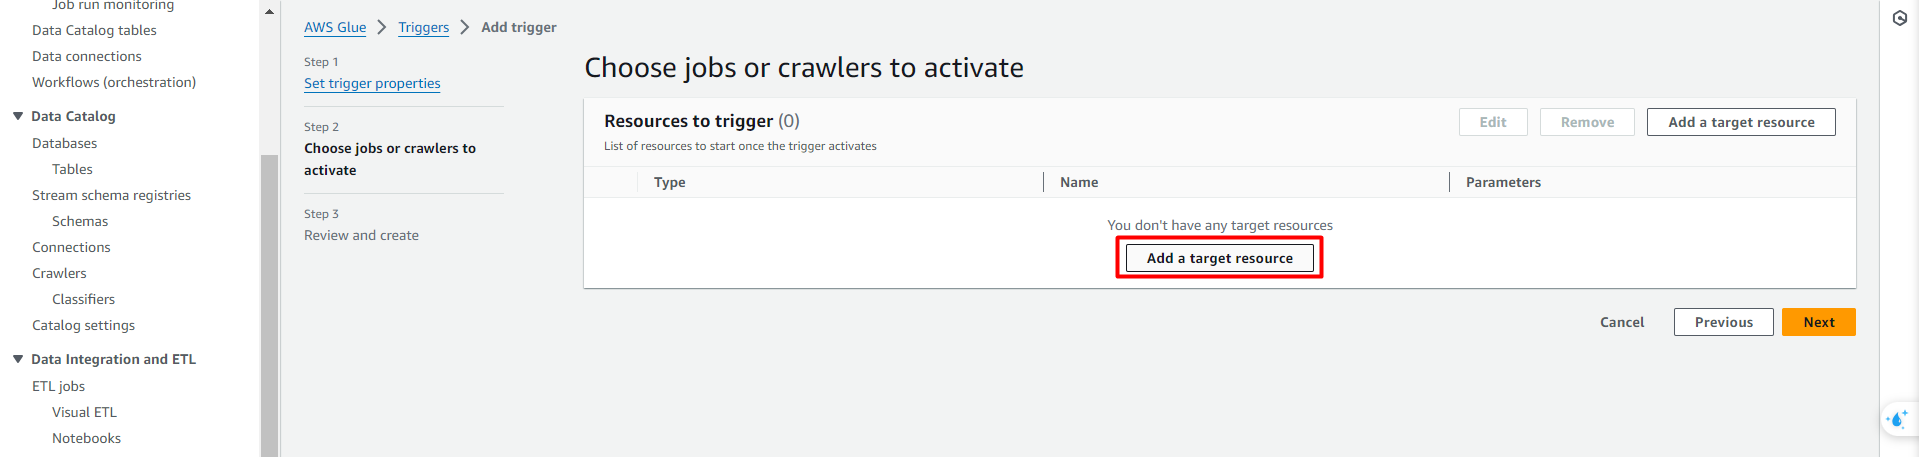 Job run monitoring
Data Catalog tables
Data connections
Workflows (orchestration)
Data Catalog
Databases
Tables
Stream schema registries
Schemas
Connections
Crawlers
Classifiers
Catalog settings
Data Integration and ETL
ETL jobs
Visual ETL
Notebooks
AWS Glue > Triggers > Add trigger
Step 1
Set trigger properties
Step 2
Choose jobs or crawlers to
activate
Step 3
Review and create
Choose jobs or crawlers to activate
Resources to trigger (0)
List of resources to start once the trigger activates
Edit Remove Add a target resource
Type Name Parameters
You don't have any target resources
Add a target resource
Cancel Previous Next